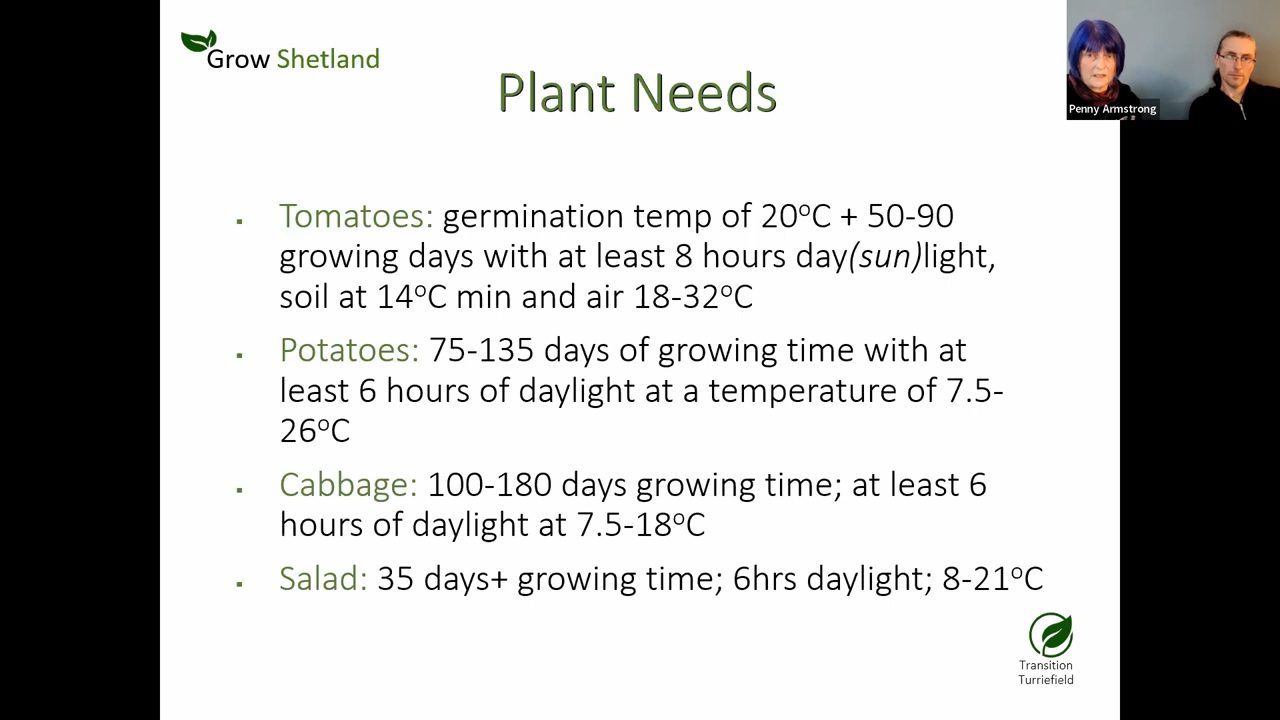 Grow Shetland
Plant Needs
Penny Armstrong
▪ Tomatoes: germination temp of 20ºC + 50-90
growing days with at least 8 hours day(sun)light,
soil at 14ºC min and air 18-32ºC
▪ Potatoes: 75-135 days of growing time with at
least 6 hours of daylight at a temperature of 7.5-
26ºC
▪ Cabbage: 100-180 days growing time; at least 6
hours of daylight at 7.5-18ºC
▪ Salad: 35 days+ growing time; 6hrs daylight; 8-21ºC
Transition
Turriefield